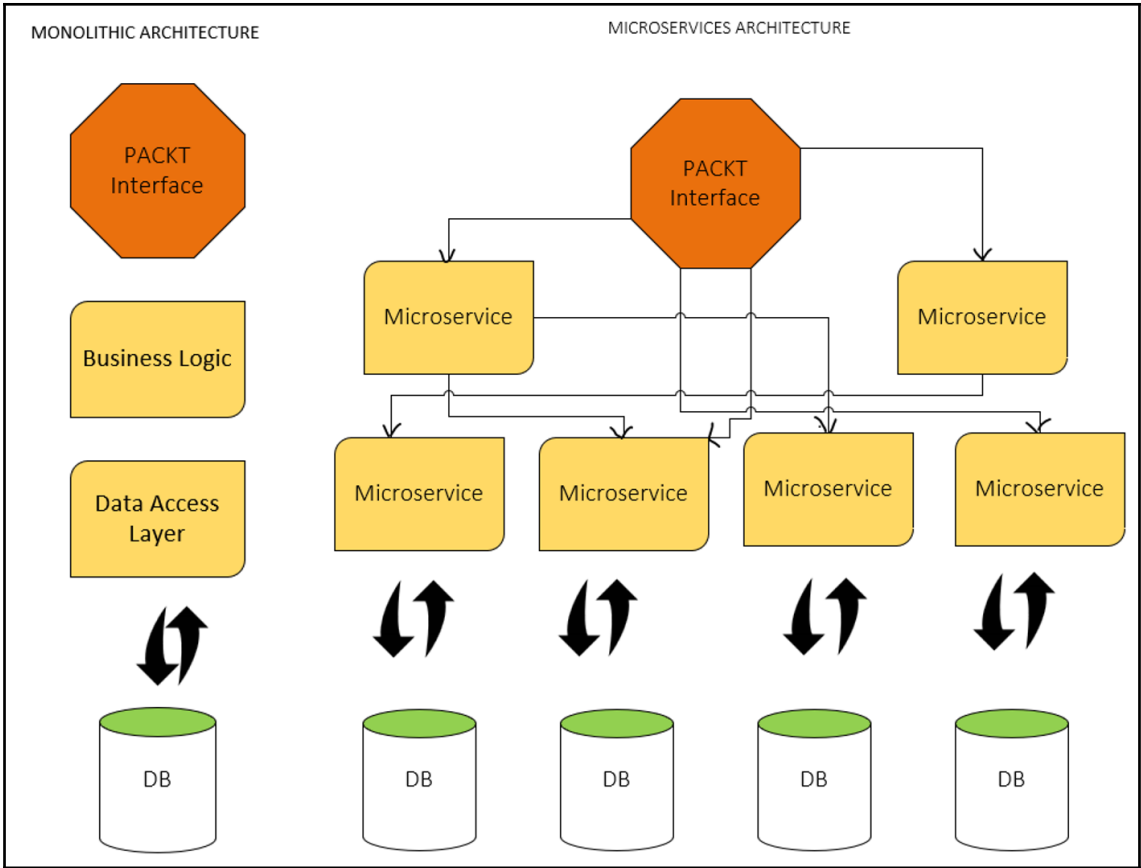 MONOLITHIC ARCHITECTURE
MICROSERVICES ARCHITECTURE
PACKT
Interface
Business Logic
Data Access
Layer
DB
PACKT
Interface
Microservice
Microservice
Microservice
Microservice
Microservice
Microservice
DB
DB
DB
DB